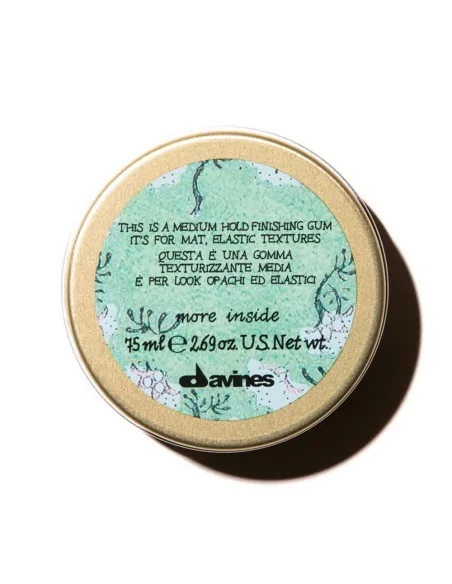 THIS IS A MEDIUM HOLD FINISHING GUM
IT'S FOR MAT, ELASTIC TEXTURES
QUESTA È UNA GOMMA
TEXTURIZZANTE MEDIA
È PER LOOK OPACHI ED ELASTICI
more inside
75 ml e 2.69 oz. U.S. Net wt.
davines